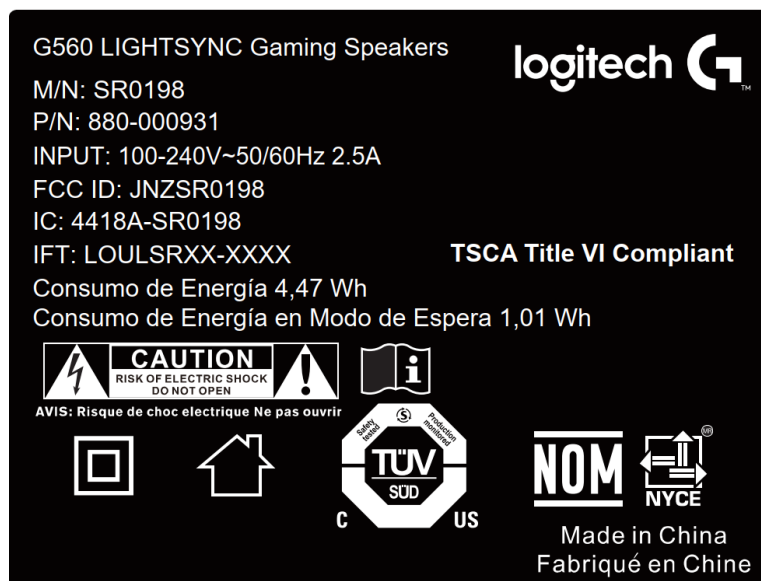 G560 LIGHTSYNC Gaming Speakers
logitech G™
M/N: SR0198
P/N: 880-000931
INPUT: 100-240V~50/60Hz 2.5A
FCC ID: JNZSR0198
IC: 4418A-SR0198
IFT: LOULSRXX-XXXX
TSCA Title VI Compliant
Consumo de Energía 4,47 Wh
Consumo de Energía en Modo de Espera 1,01 Wh
CAUTION
RISK OF ELECTRIC SHOCK
DO NOT OPEN
i
AVIS: Risque de choc electrique Ne pas ouvrir
Safety tested
S
Production monitored
TÜV
SÜD
C US
NOM
MR
NYCE
Made in China
Fabriqué en Chine